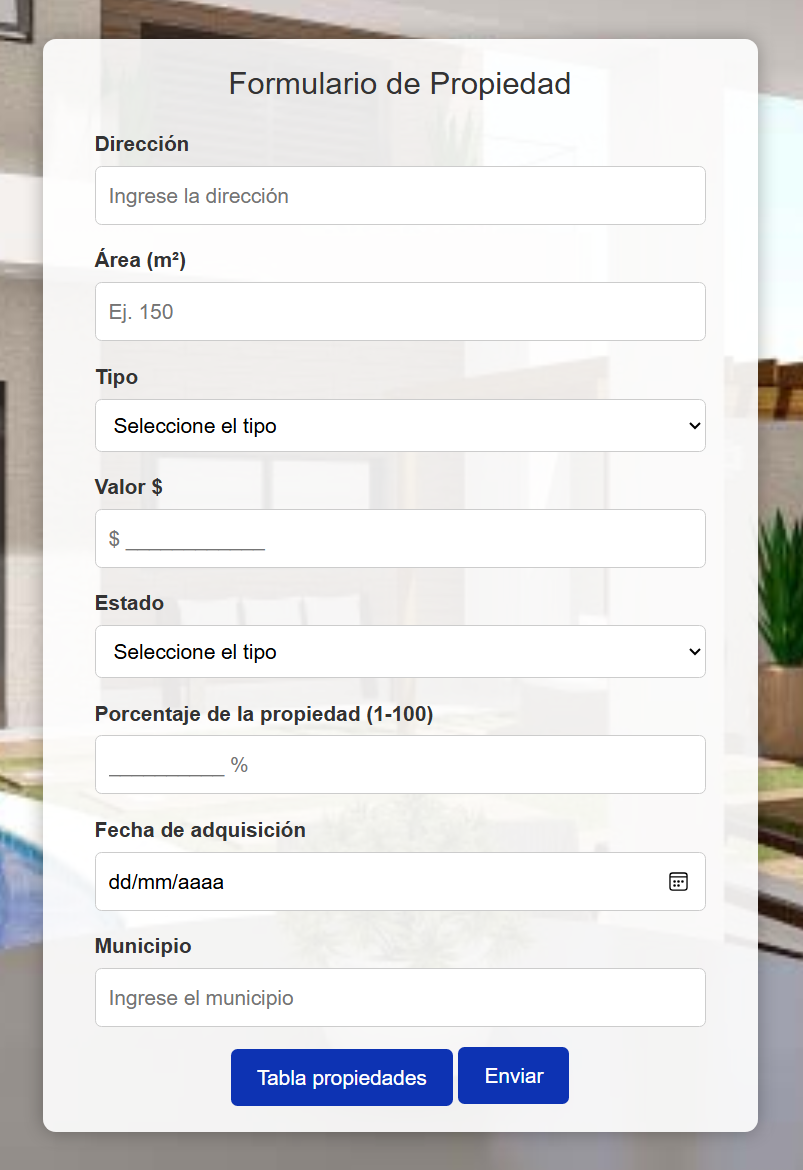 Formulario de Propiedad
Dirección
Ingrese la dirección
Área (m²)
Ej. 150
Tipo
Seleccione el tipo
Valor $
$ ____________
Estado
Seleccione el tipo
Porcentaje de la propiedad (1-100)
__________ %
Fecha de adquisición
dd/mm/aaaa
Municipio
Ingrese el municipio
Tabla propiedades Enviar